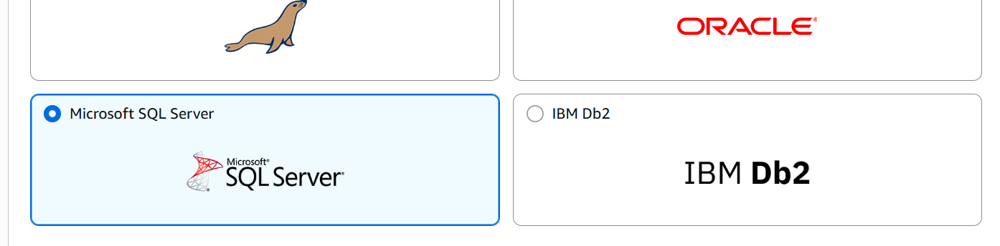 ORACLE®
Microsoft SQL Server
IBM Db2
Microsoft®
SQL Server®
IBM Db2